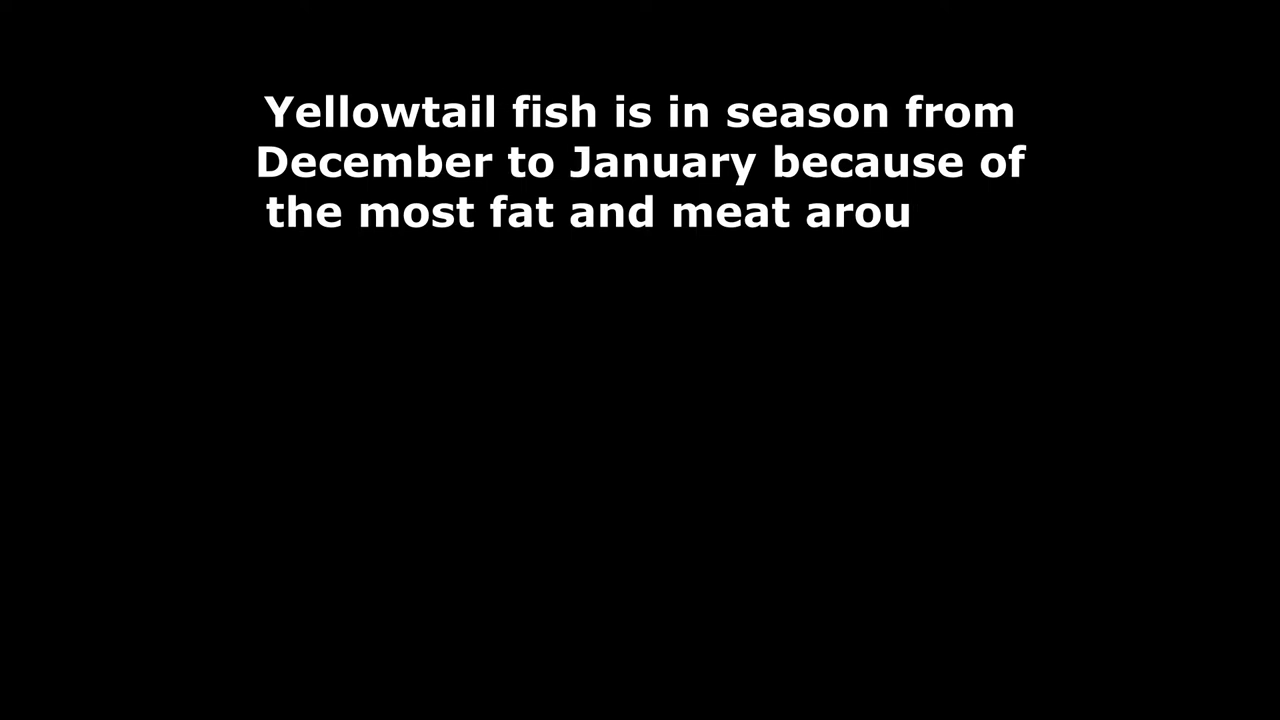 Yellowtail fish is in season from
December to January because of
the most fat and meat arou